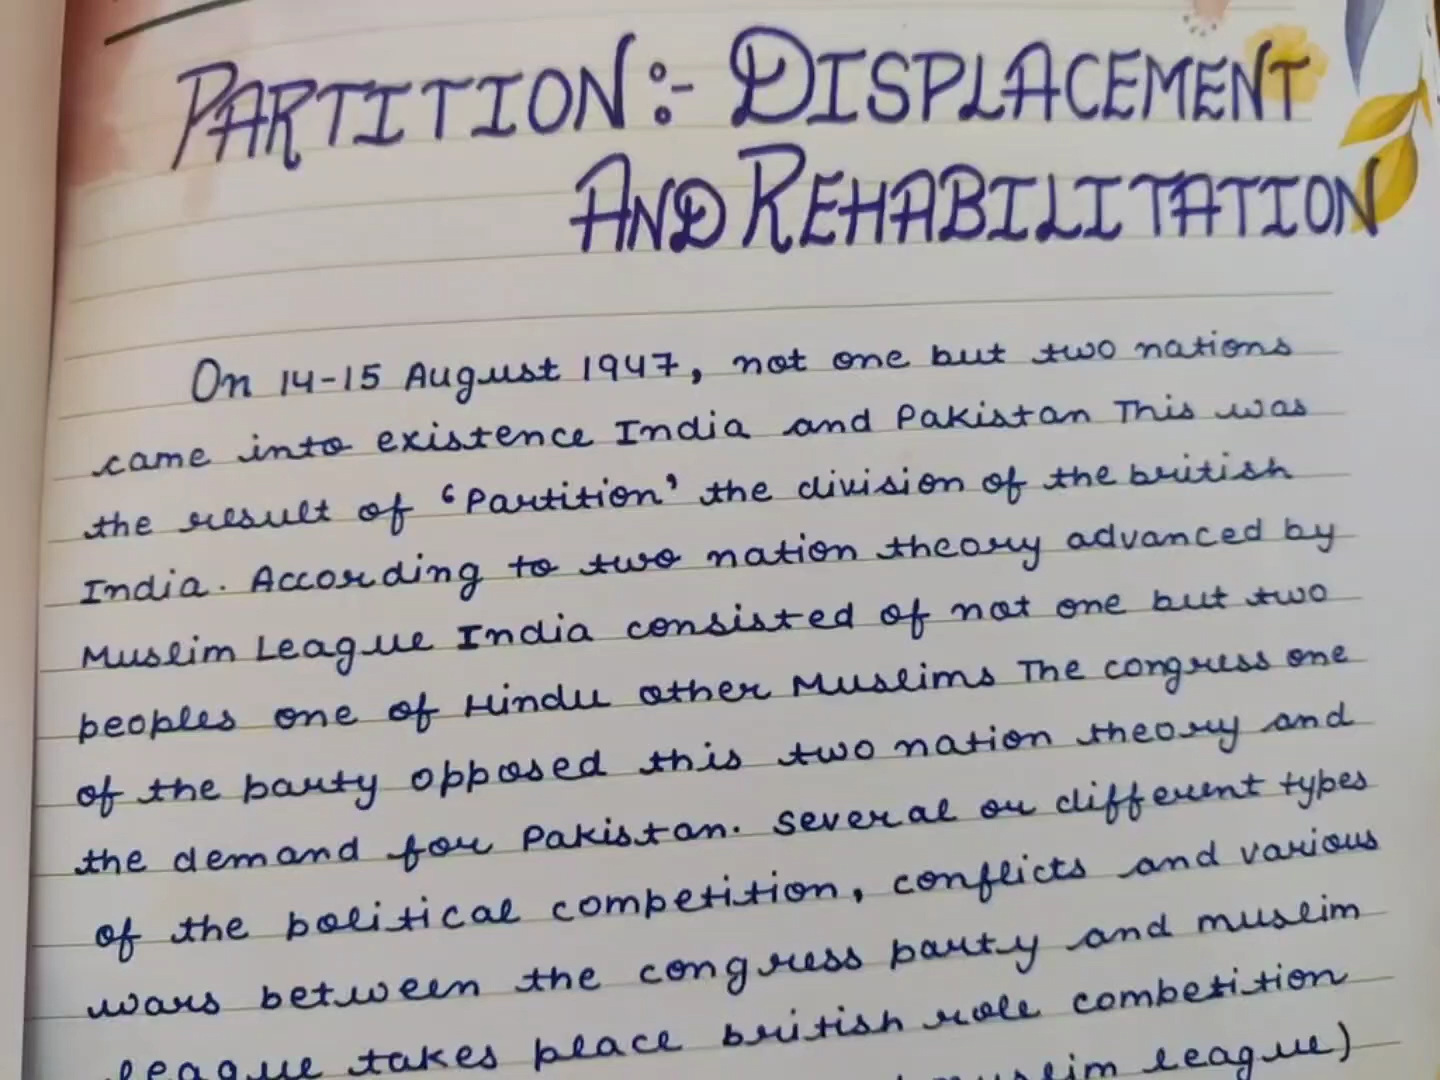 PARTITION:- DISPLACEMENT
AND REHABILITATION
On 14-15 August 1947, not one but two nations
came into existence India and Pakistan This was
the result of 'Partition' the division of the british
India. According to two nation theory advanced by
Muslim League India consisted of not one but two
peoples one of Hindu other Muslims The congress one
of the party opposed this two nation theory and
the demand for Pakistan. Several or different types
of the political competition, conflicts and various
wars between the congress party and muslim
league takes place british role competition
muslim league)